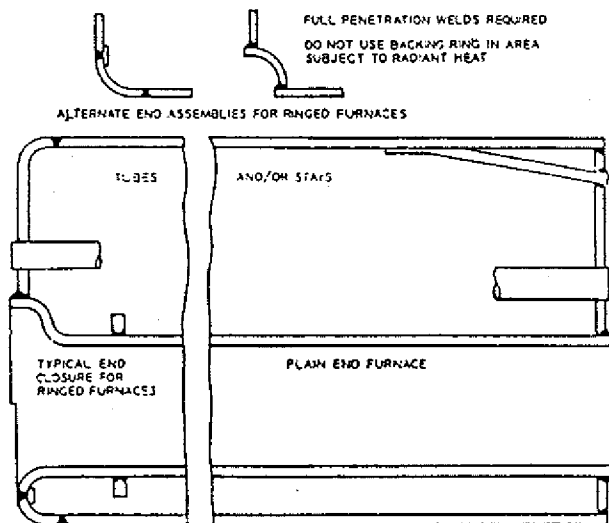 FULL PENETRATION WELDS REQUIRED
DO NOT USE BACKING RING IN AREA
SUBJECT TO RADIANT HEAT
ALTERNATE END ASSEMBLIES FOR RINGED FURNACES
TUBES AND/OR STAYS
TYPICAL END
CLOSURE FOR
RINGED FURNACES
PLAIN END FURNACE